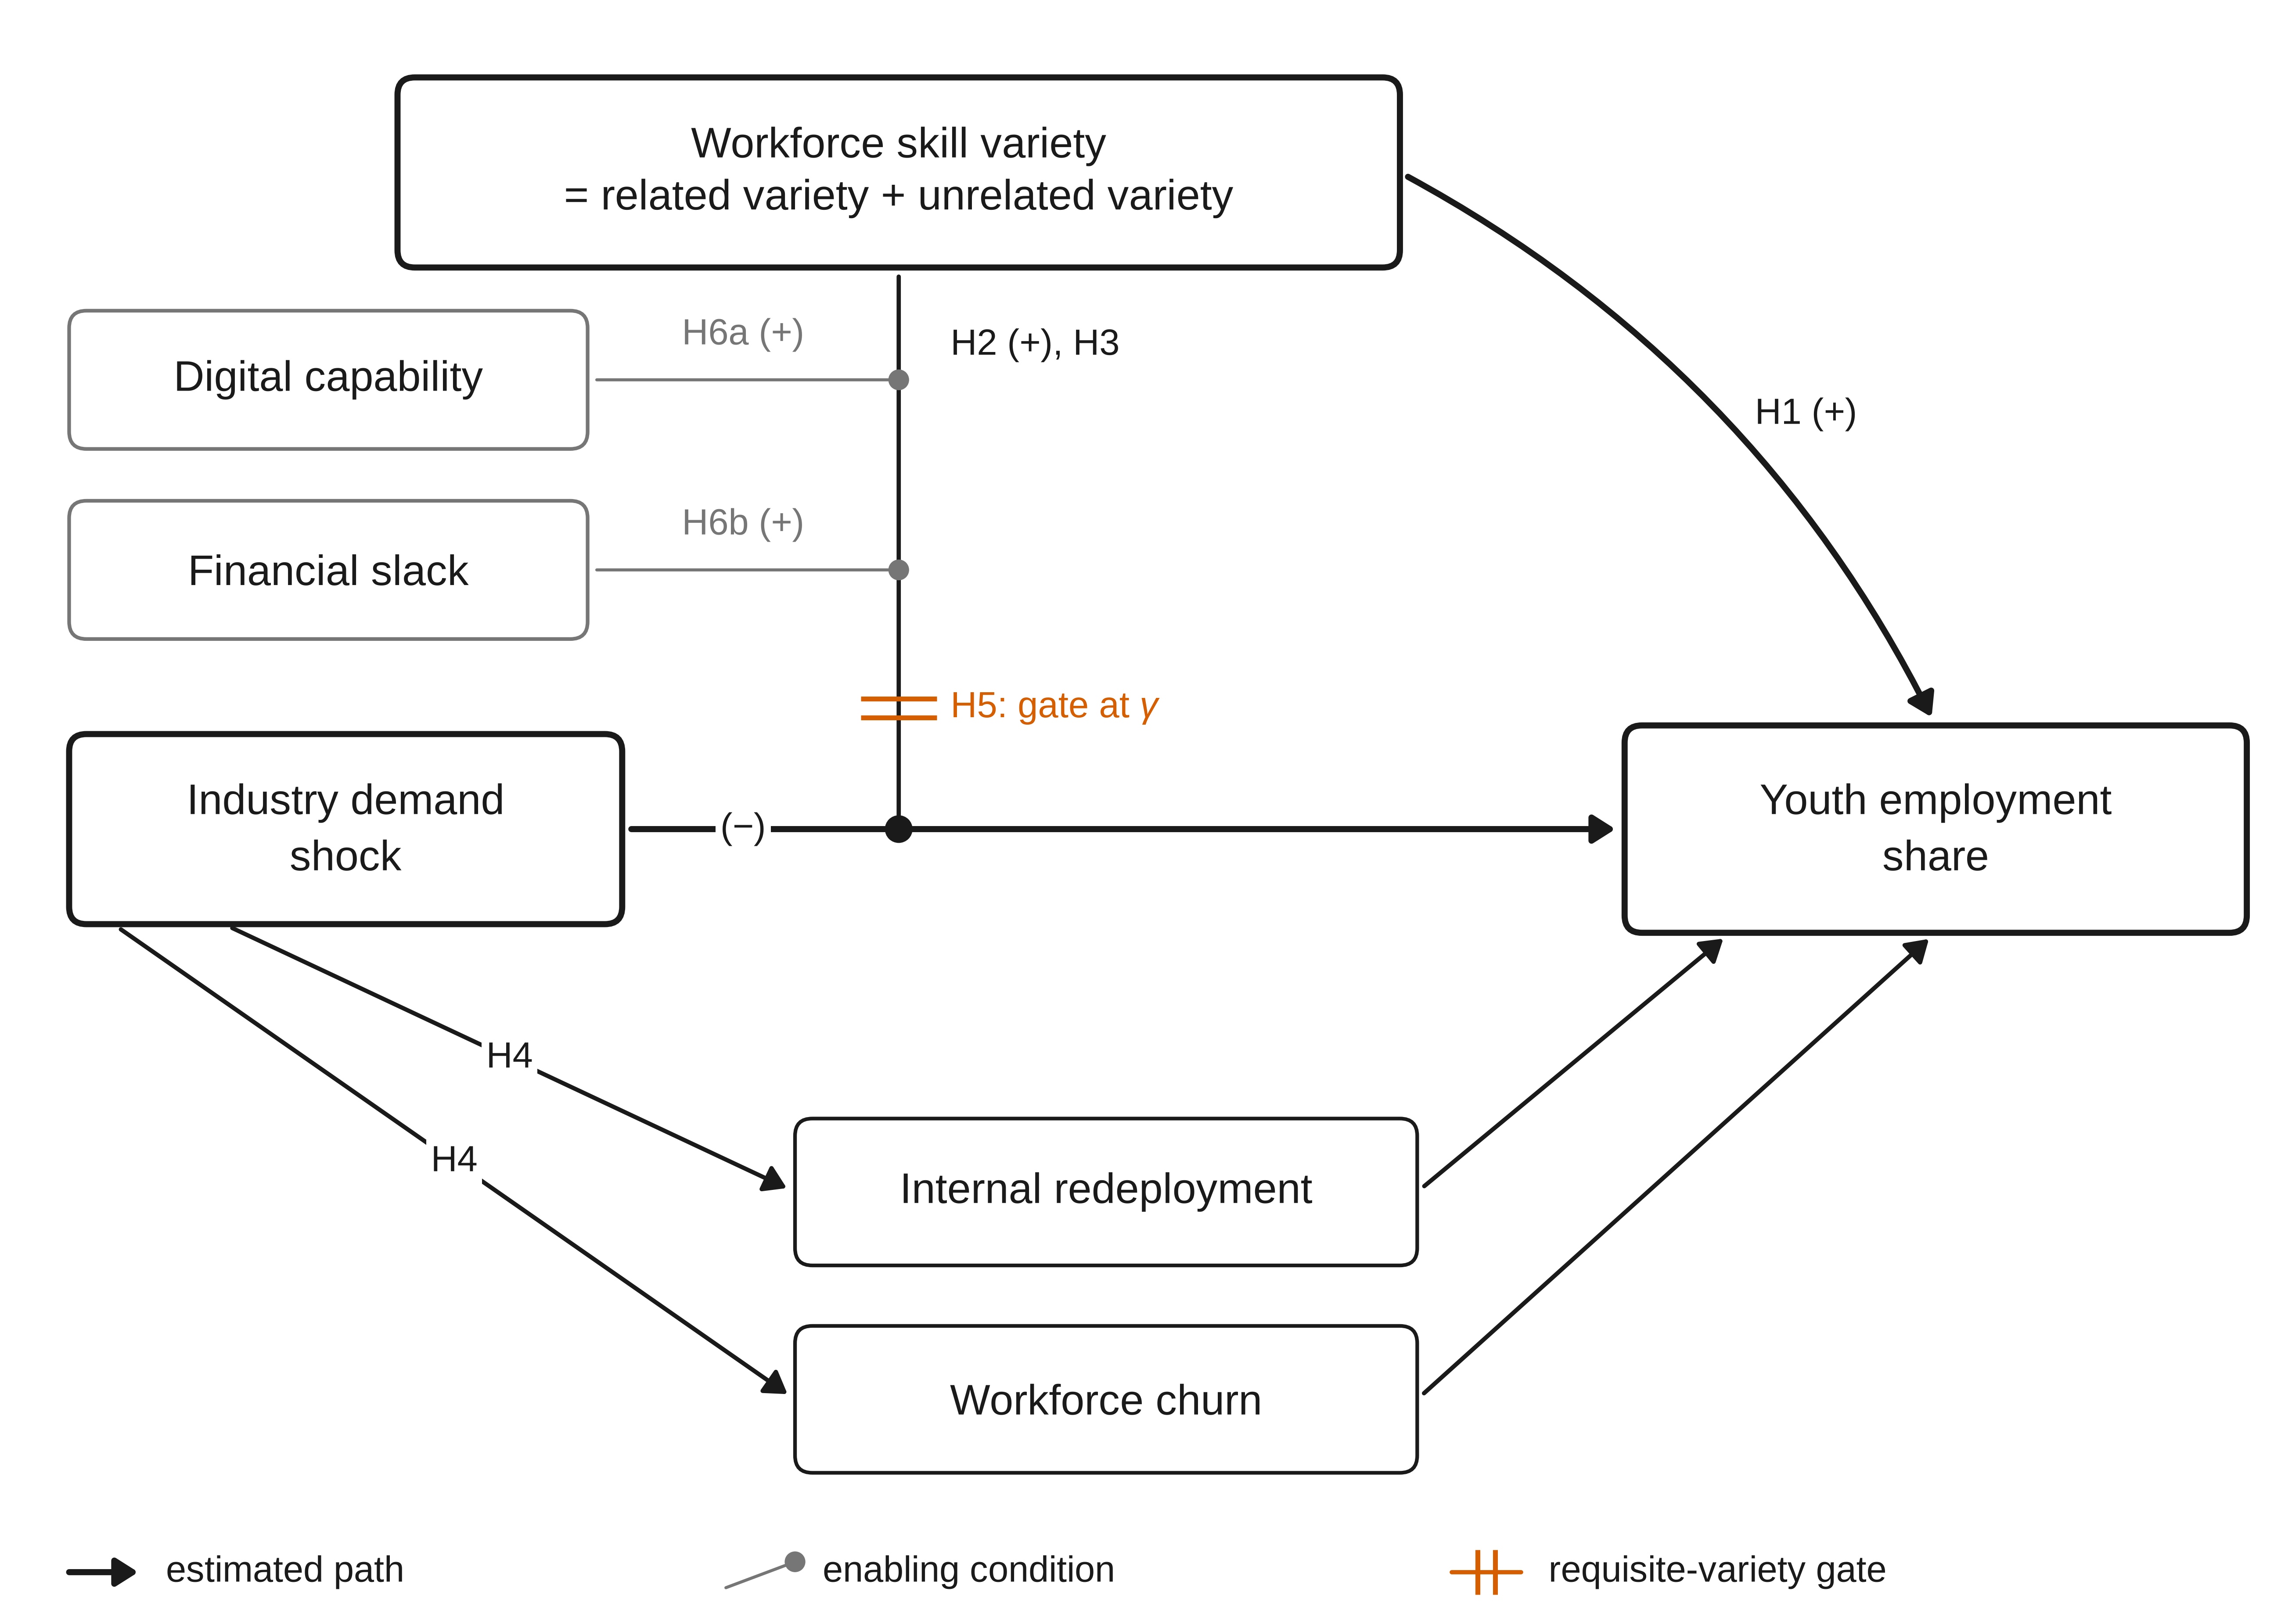 Workforce skill variety
= related variety + unrelated variety
H6a (+)
H2 (+), H3
Digital capability
H1 (+)
H6b (+)
Financial slack
H5: gate at γ
Industry demand
shock
(−)
Youth employment
share
H4
H4
Internal redeployment
Workforce churn
estimated path
enabling condition
requisite-variety gate